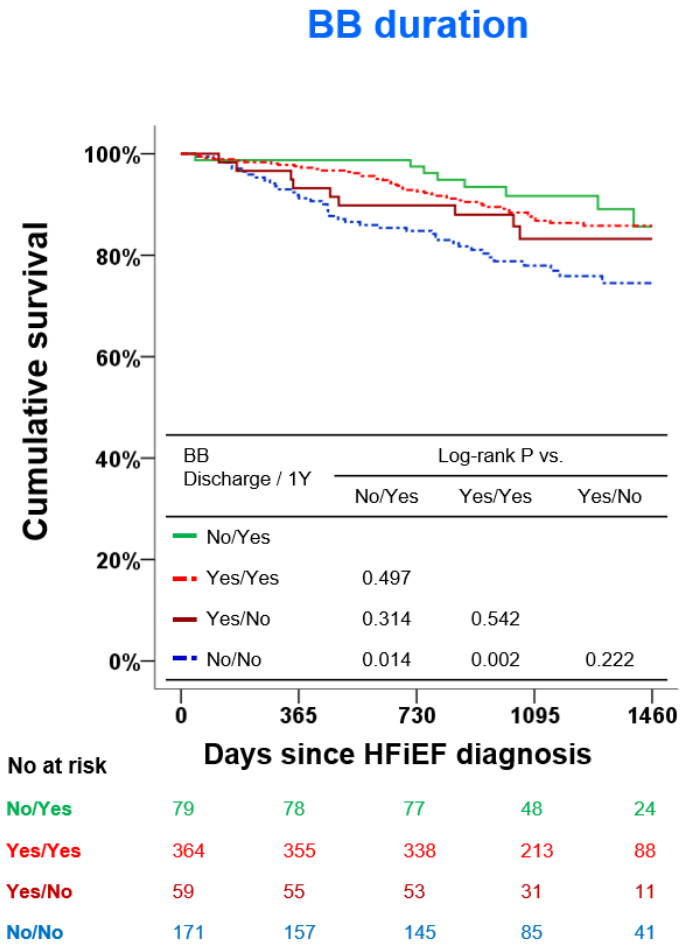 BB duration
Cumulative survival
100%
80%
60%
40%
20%
0%
BB
Discharge / 1Y
Log-rank P vs.
No/Yes Yes/Yes Yes/No
No/Yes
Yes/Yes 0.497
Yes/No 0.314 0.542
No/No 0.014 0.002 0.222
0 365 730 1095 1460
Days since HFiEF diagnosis
No at risk
No/Yes 79 78 77 48 24
Yes/Yes 364 355 338 213 88
Yes/No 59 55 53 31 11
No/No 171 157 145 85 41